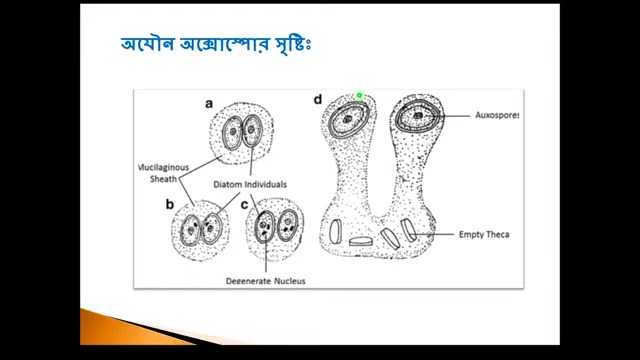 অযৌন অক্সোস্পোর সৃষ্টিঃ
a
d
Auxospores
Mucilaginous
Sheath
Diatom Individuals
b
c
Empty Theca
Degenerate Nucleus